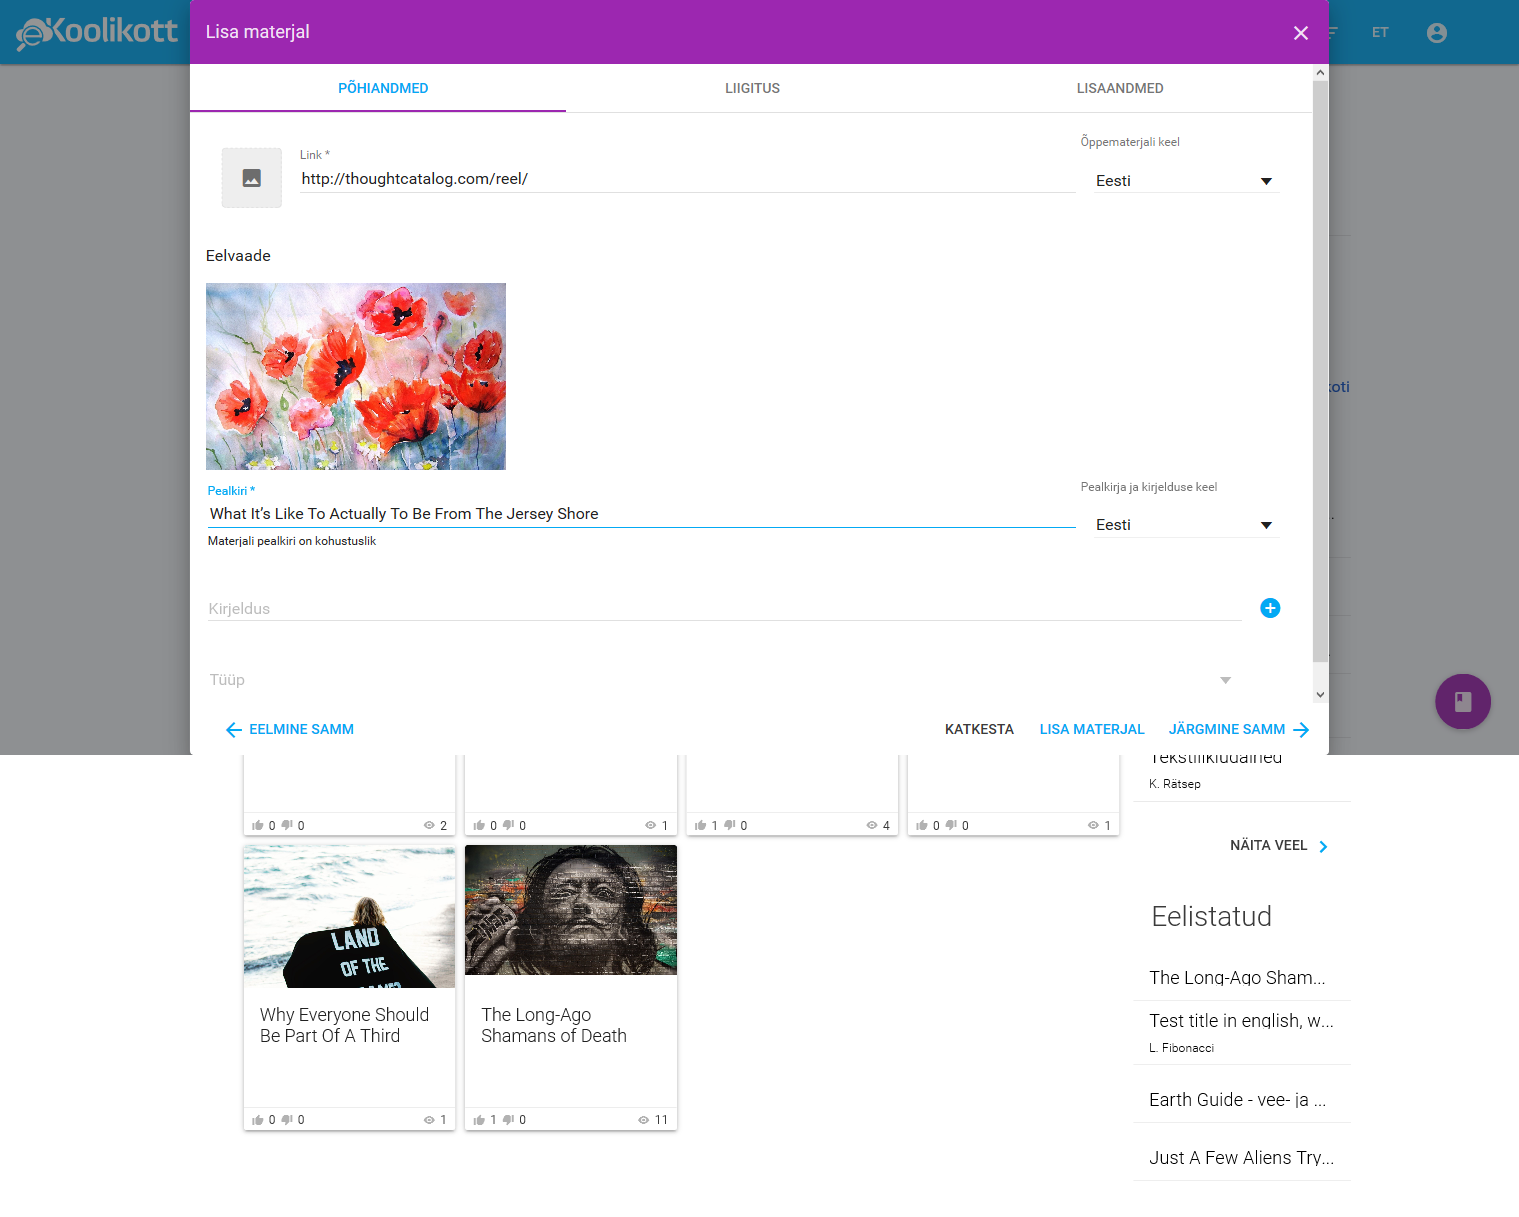 e-Koolikott
Lisa materjal
ET
PÕHIANDMED
LIIGITUS
LISAANDMED
Link *
http://thoughtcatalog.com/reel/
Õppematerjali keel
Eesti
Eelvaade
koti
Pealkiri *
What It’s Like To Actually To Be From The Jersey Shore
Materjali pealkiri on kohustuslik
Pealkirja ja kirjelduse keel
Eesti
Kirjeldus
Tüüp
EELMINE SAMM
KATKESTA
LISA MATERJAL
JÄRGMINE SAMM
0 0 2
0 0 1
1 0 4
0 0 1
K. Rätsep
NÄITA VEEL
LAND
OF THE
Why Everyone Should
Be Part Of A Third
0 0 1
The Long-Ago
Shamans of Death
1 0 11
Eelistatud
The Long-Ago Sham...
Test title in english, w...
L. Fibonacci
Earth Guide - vee- ja ...
Just A Few Aliens Try...